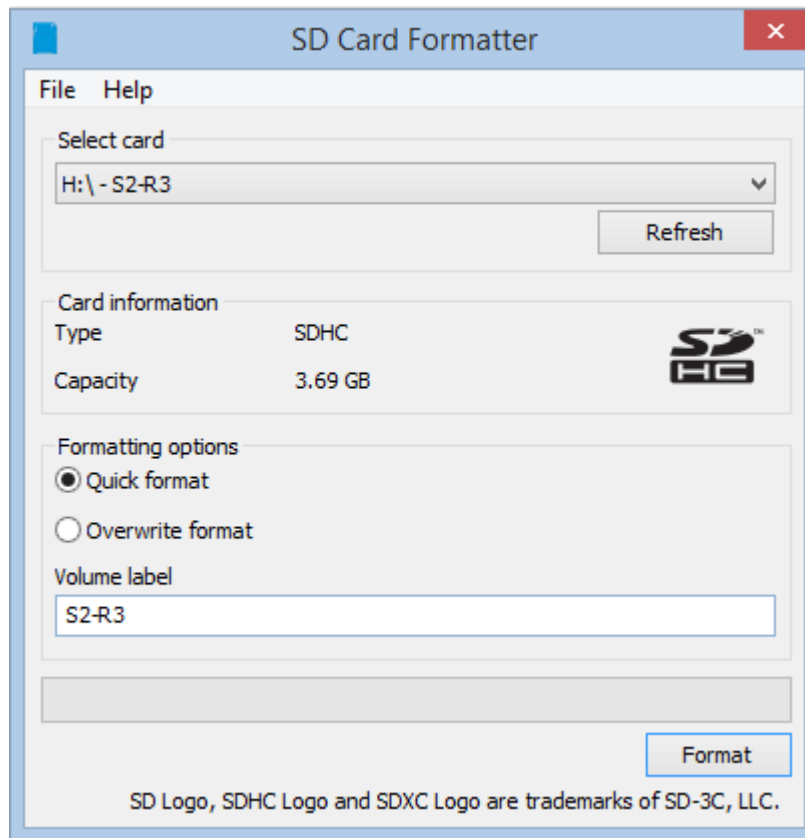 SD Card Formatter
File Help
Select card
H:\ - S2-R3
Refresh
Card information
Type SDHC
SD™
HC
Capacity 3.69 GB
Formatting options
Quick format
Overwrite format
Volume label
S2-R3
Format
SD Logo, SDHC Logo and SDXC Logo are trademarks of SD-3C, LLC.